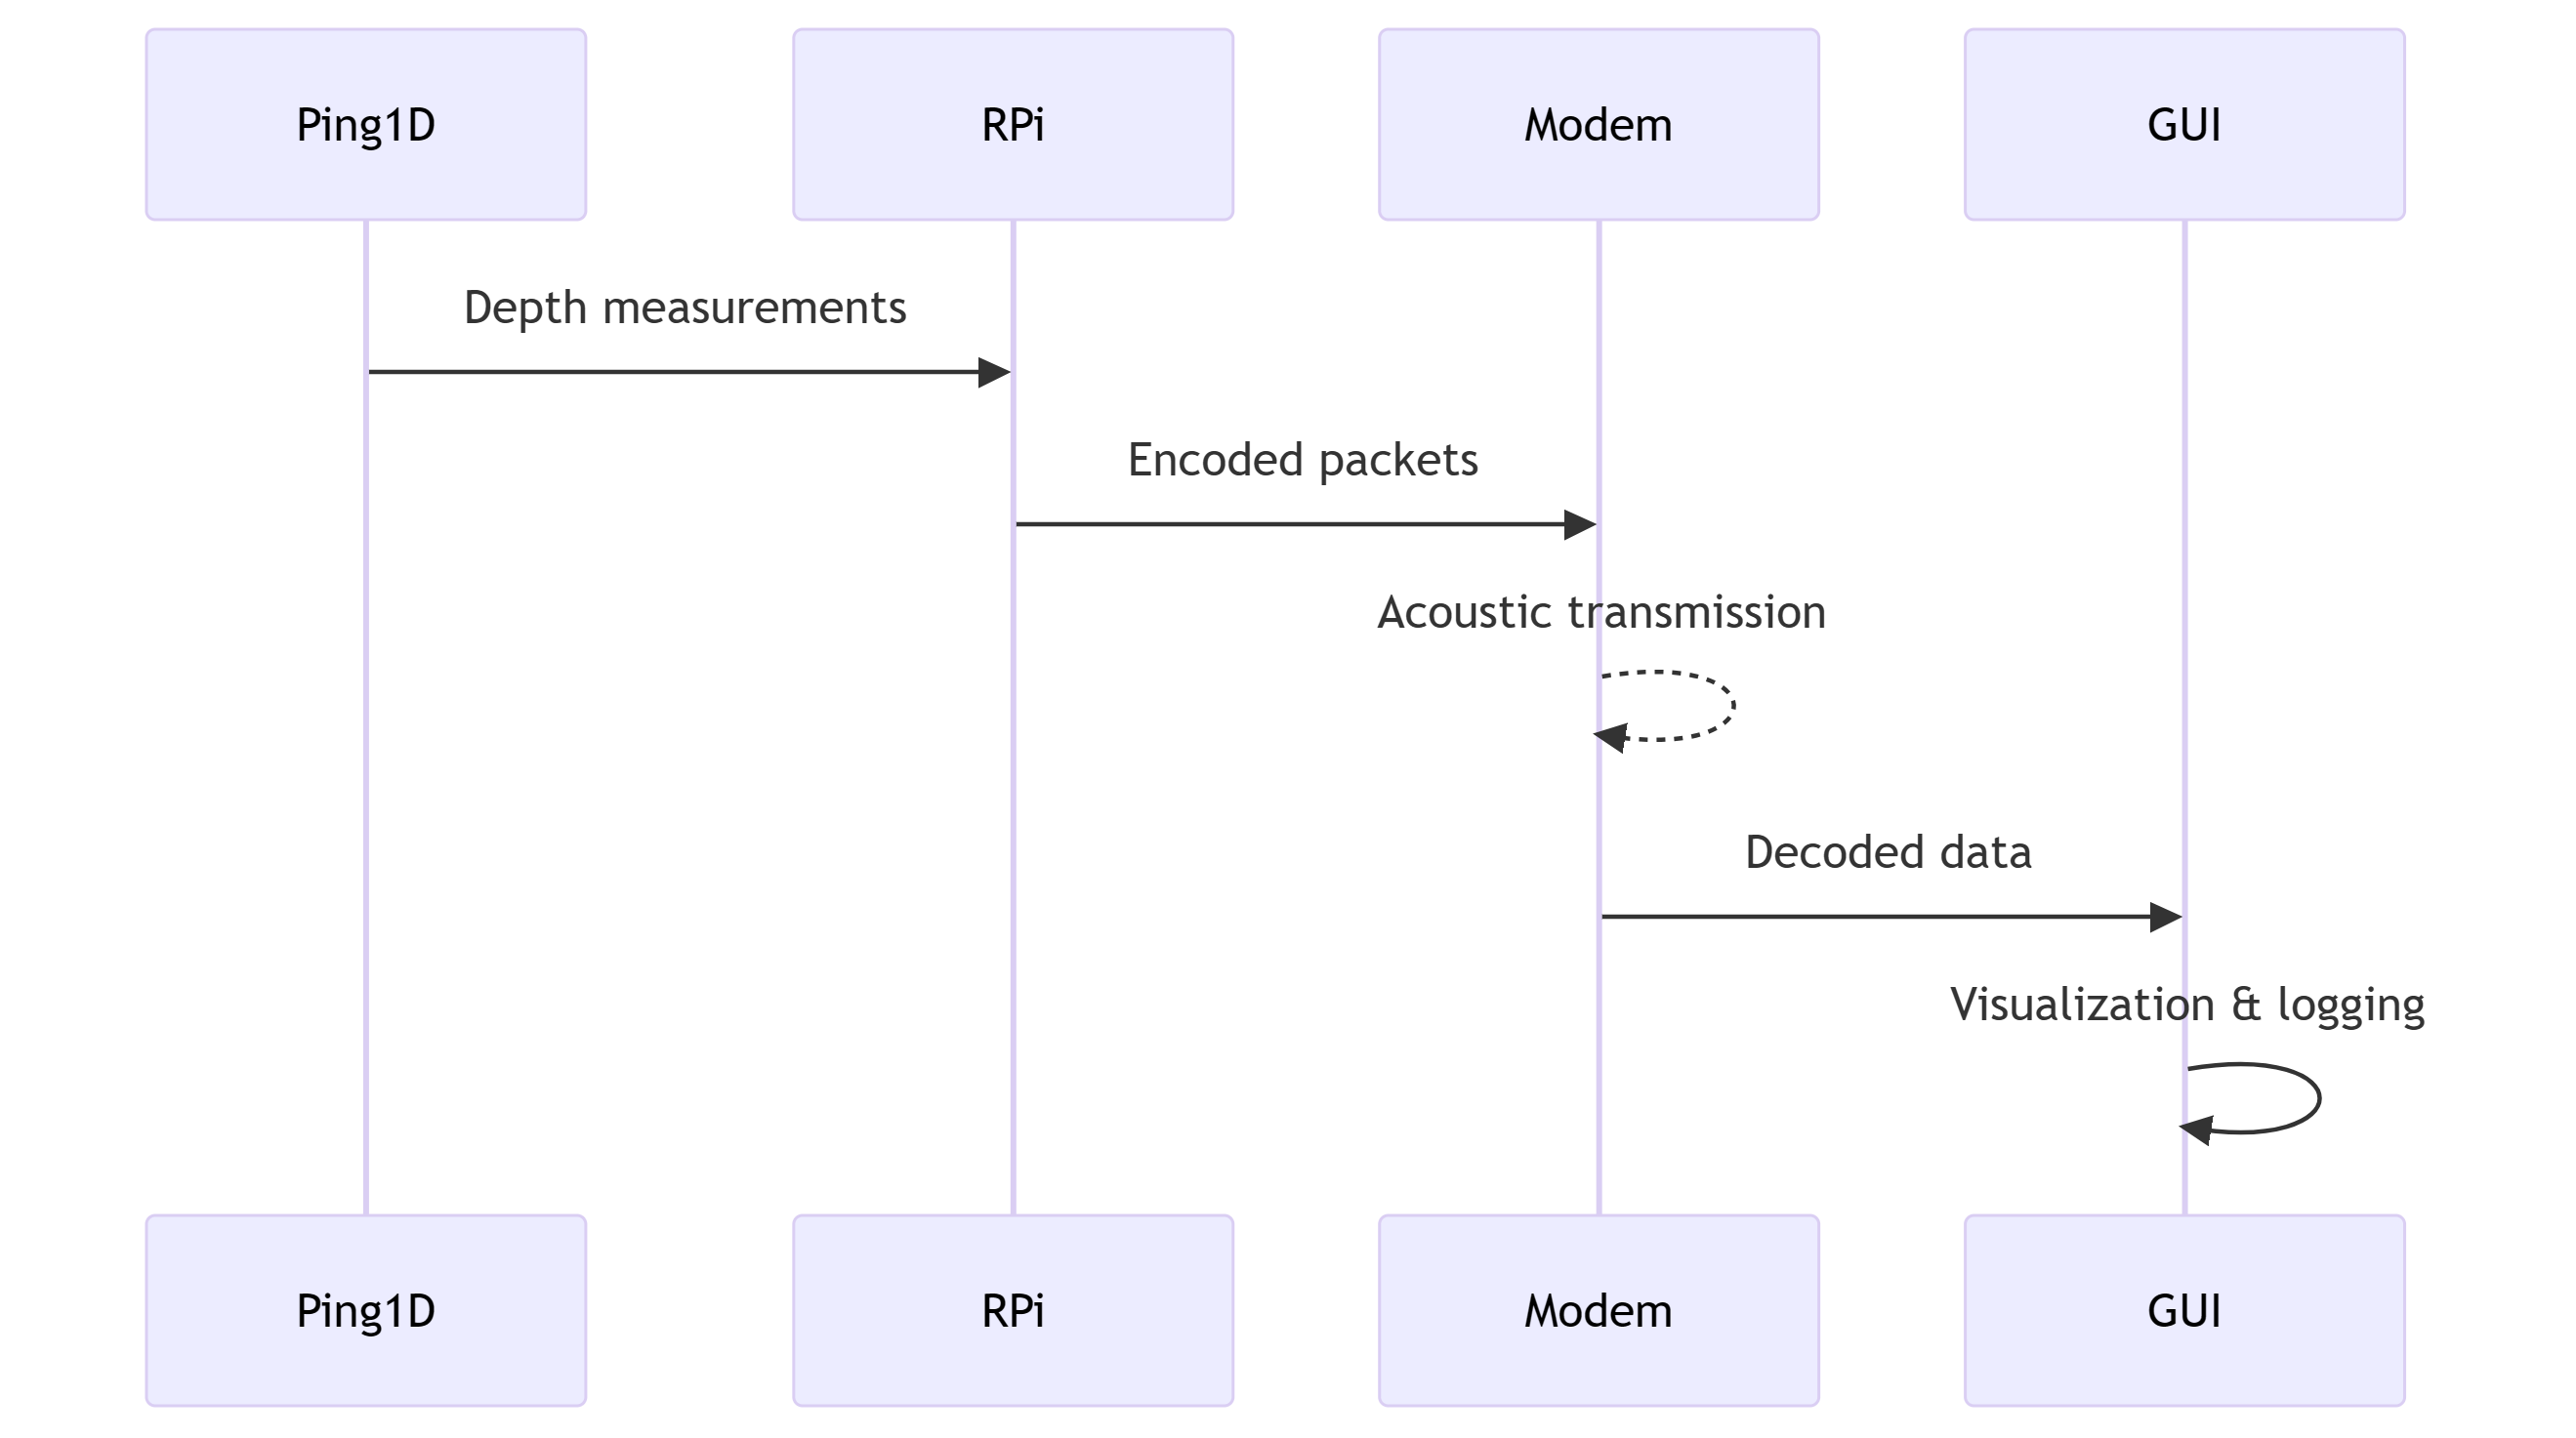 Ping1D
RPi
Modem
GUI
Depth measurements
Encoded packets
Acoustic transmission
Decoded data
Visualization & logging
Ping1D
RPi
Modem
GUI